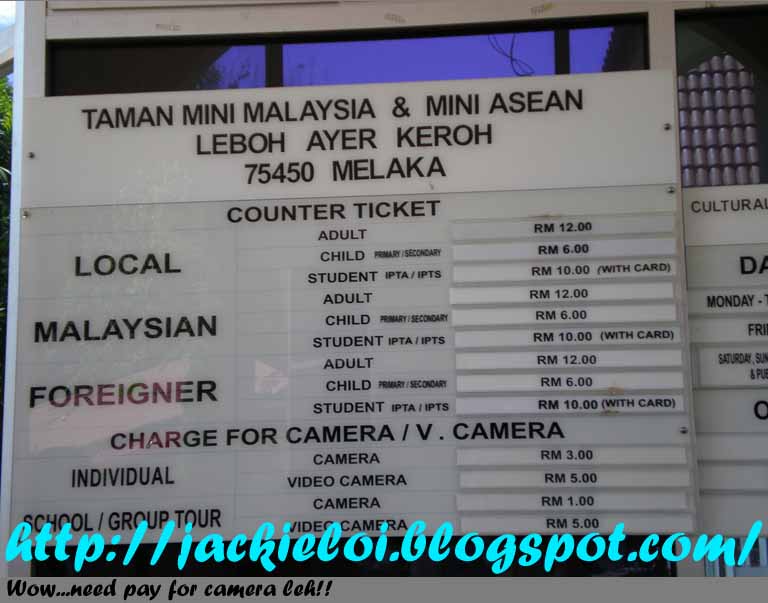 TAMAN MINI MALAYSIA & MINI ASEAN
LEBOH AYER KEROH
75450 MELAKA
COUNTER TICKET
LOCAL
ADULT RM 12.00
CHILD PRIMARY / SECONDARY RM 6.00
STUDENT IPTA / IPTS RM 10.00 (WITH CARD)
MALAYSIAN
ADULT RM 12.00
CHILD PRIMARY / SECONDARY RM 6.00
STUDENT IPTA / IPTS RM 10.00 (WITH CARD)
FOREIGNER
ADULT RM 12.00
CHILD PRIMARY / SECONDARY RM 6.00
STUDENT IPTA / IPTS RM 10.00 (WITH CARD)
CHARGE FOR CAMERA / V . CAMERA
INDIVIDUAL
CAMERA RM 3.00
VIDEO CAMERA RM 5.00
SCHOOL / GROUP TOUR
CAMERA RM 1.00
VIDEO CAMERA RM 5.00
CULTURAL
MONDAY -
SATURDAY, SUN
&
http://jackieloi.blogspot.com/
Wow...need pay for camera leh!!